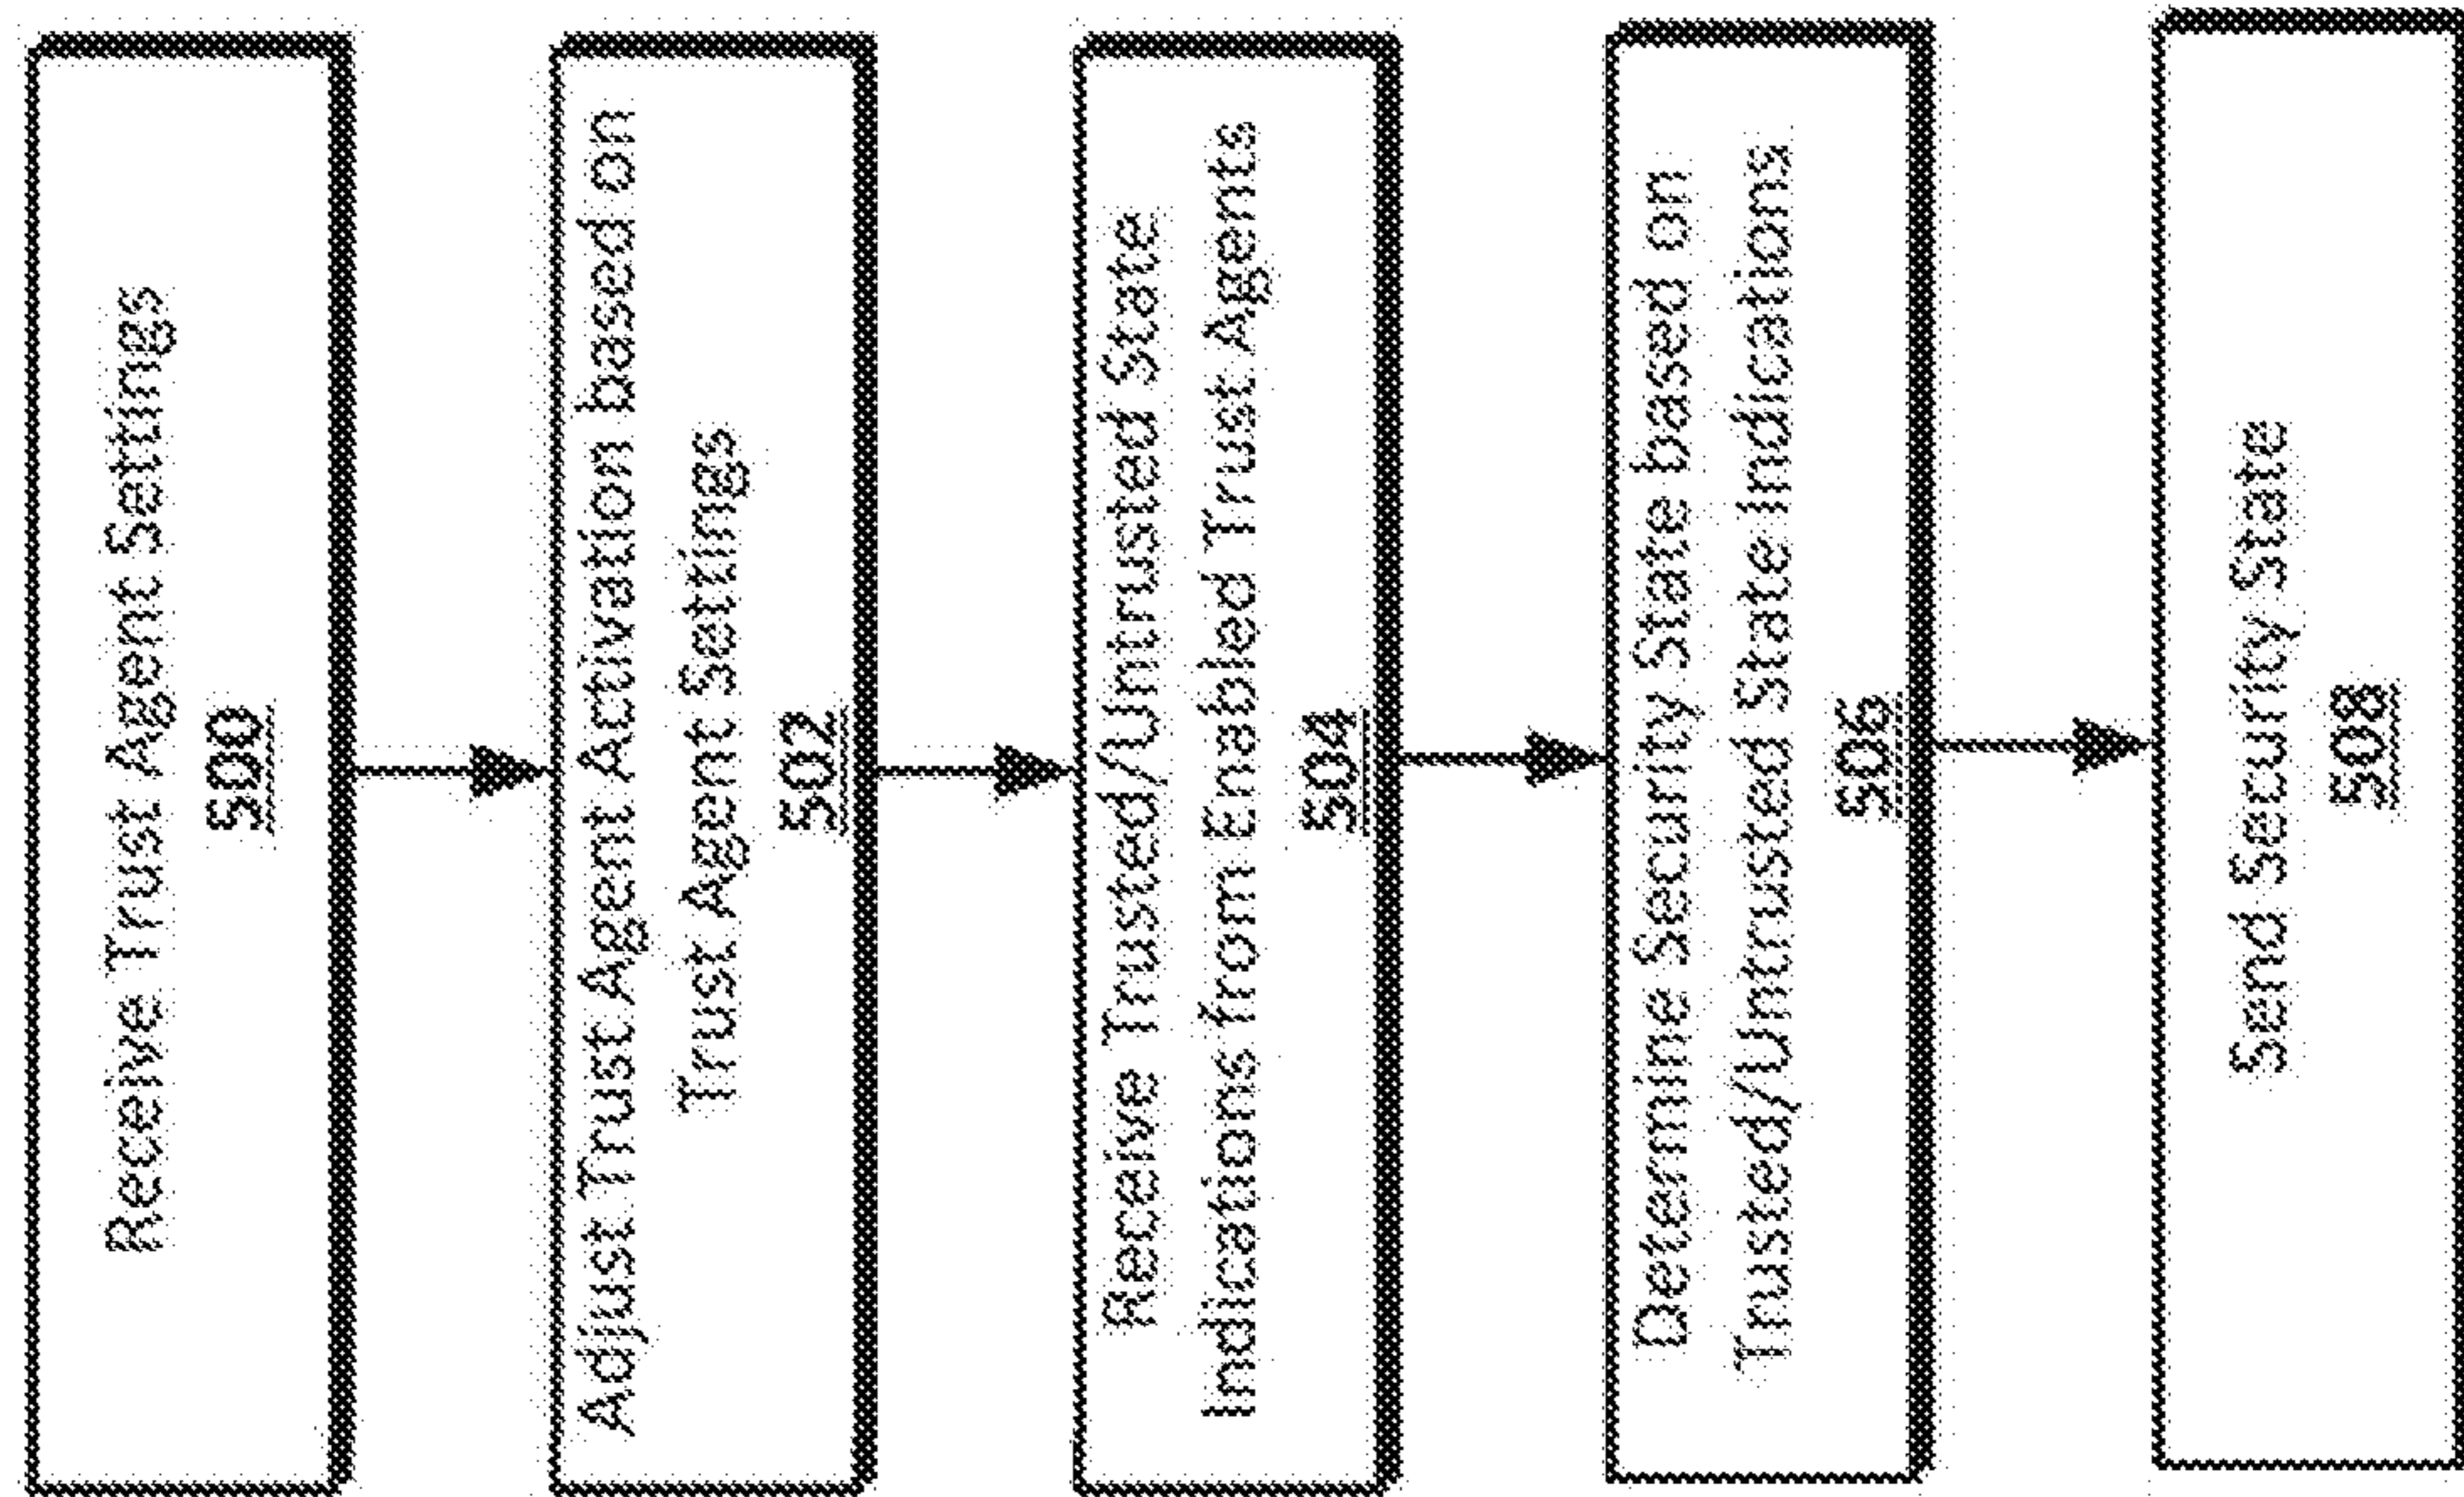 Receive Trust Agent Settings
500
Adjust Trust Agent Activation based on
Trust Agent Settings
502
Receive Trusted/Untrusted State
Indications from Enabled Trust Agents
504
Determine Security State based on
Trusted/Untrusted State Indications
506
Send Security State
508